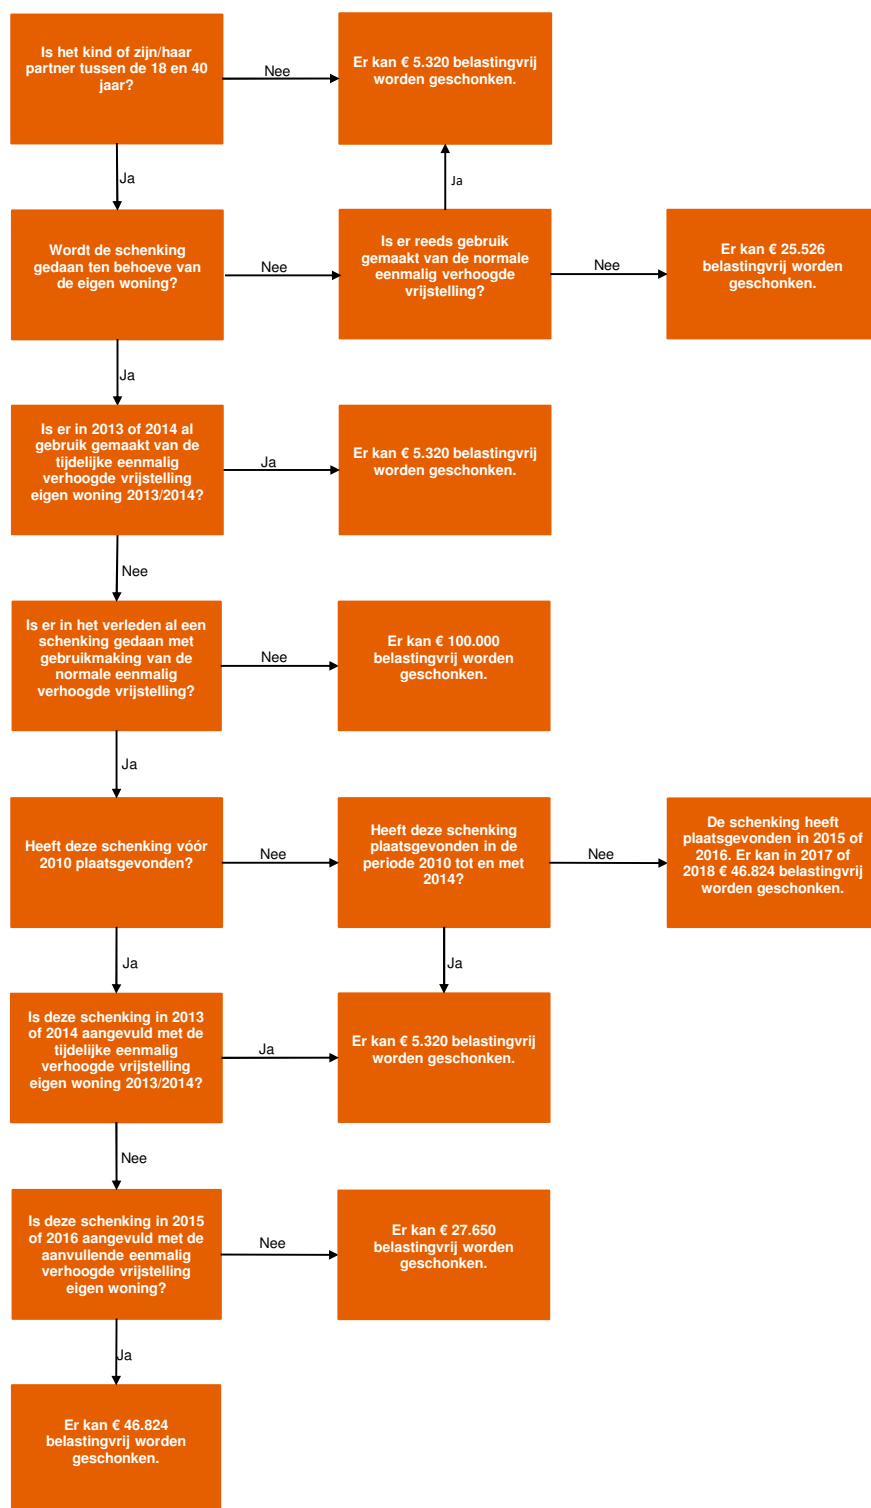 Is het kind of zijn/haar
partner tussen de 18 en 40
jaar?
Nee
Er kan € 5.320 belastingvrij
worden geschonken.
Ja
Ja
Wordt de schenking
gedaan ten behoeve van
de eigen woning?
Nee
Is er reeds gebruik
gemaakt van de normale
eenmalig verhoogde
vrijstelling?
Nee
Er kan € 25.526
belastingvrij worden
geschonken.
Ja
Is er in 2013 of 2014 al
gebruik gemaakt van de
tijdelijke eenmalig
verhoogde vrijstelling
eigen woning 2013/2014?
Ja
Er kan € 5.320 belastingvrij
worden geschonken.
Nee
Is er in het verleden al een
schenking gedaan met
gebruikmaking van de
normale eenmalig
verhoogde vrijstelling?
Nee
Er kan € 100.000
belastingvrij worden
geschonken.
Ja
Heeft deze schenking vóór
2010 plaatsgevonden?
Nee
Heeft deze schenking
plaatsgevonden in de
periode 2010 tot en met
2014?
Nee
De schenking heeft
plaatsgevonden in 2015 of
2016. Er kan in 2017 of
2018 € 46.824 belastingvrij
worden geschonken.
Ja
Ja
Is deze schenking in 2013
of 2014 aangevuld met de
tijdelijke eenmalig
verhoogde vrijstelling
eigen woning 2013/2014?
Ja
Er kan € 5.320 belastingvrij
worden geschonken.
Nee
Is deze schenking in 2015
of 2016 aangevuld met de
aanvullende eenmalig
verhoogde vrijstelling
eigen woning?
Nee
Er kan € 27.650
belastingvrij worden
geschonken.
Ja
Er kan € 46.824
belastingvrij worden
geschonken.